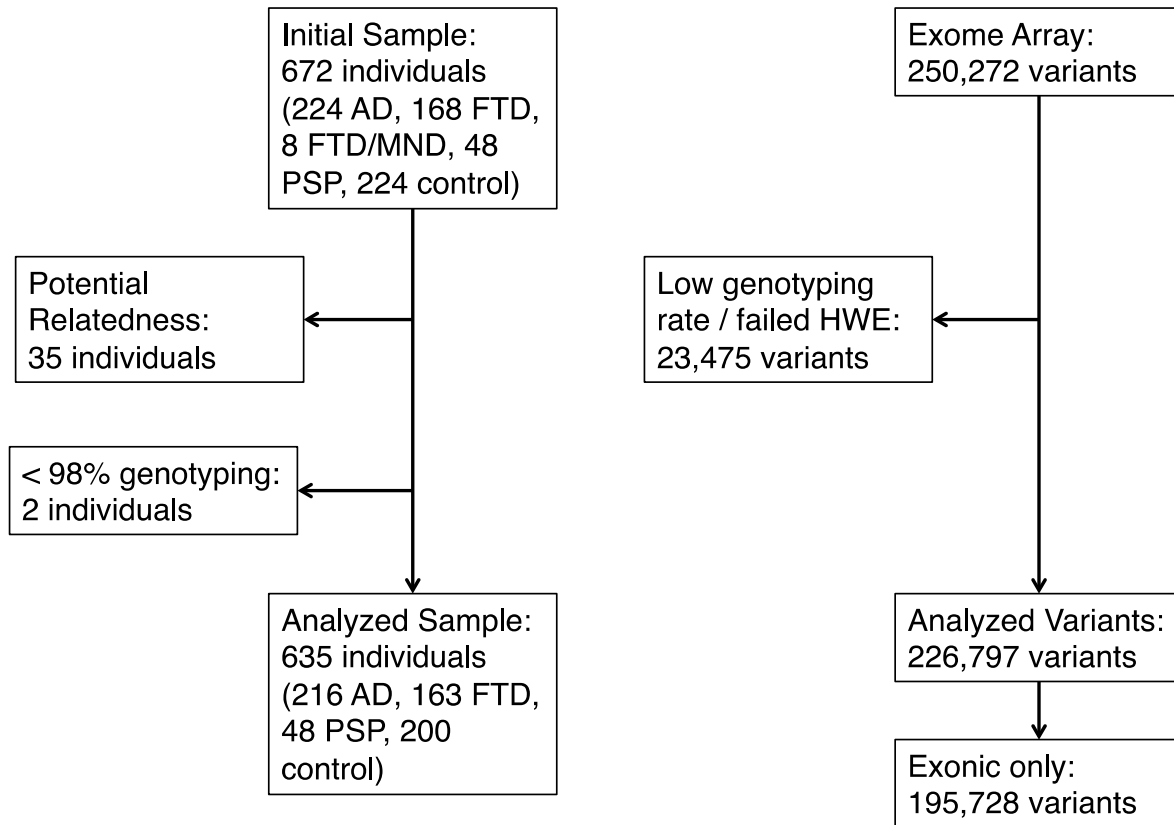 Initial Sample:
672 individuals
(224 AD, 168 FTD,
8 FTD/MND, 48
PSP, 224 control)
Potential
Relatedness:
35 individuals
< 98% genotyping:
2 individuals
Analyzed Sample:
635 individuals
(216 AD, 163 FTD,
48 PSP, 200
control)
Exome Array:
250,272 variants
Low genotyping
rate / failed HWE:
23,475 variants
Analyzed Variants:
226,797 variants
Exonic only:
195,728 variants